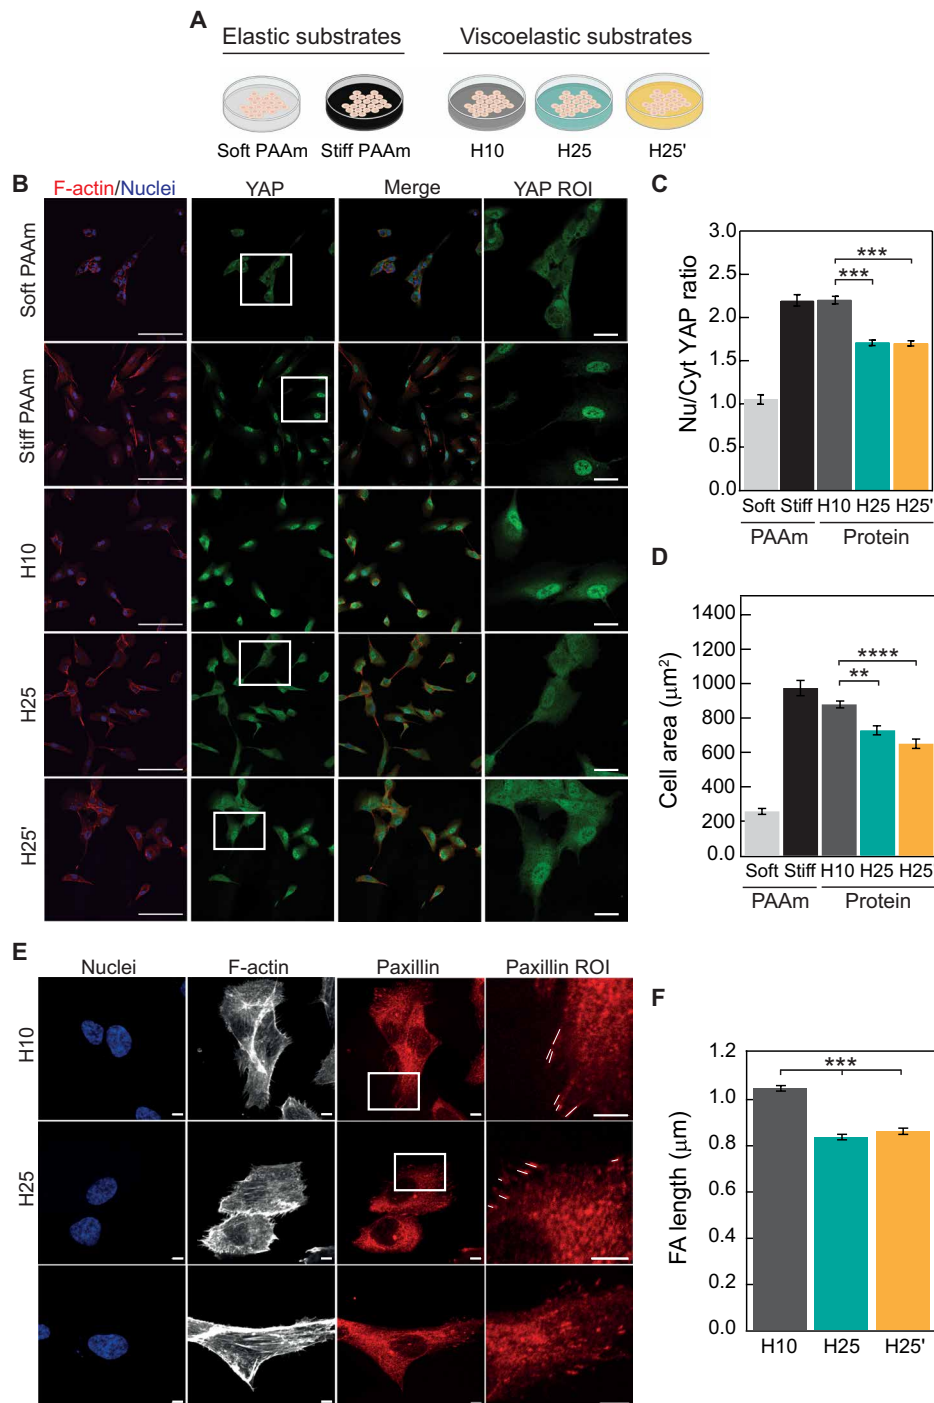 A
Elastic substrates
Viscoelastic substrates
Soft PAAm
Stiff PAAm
H10
H25
H25'
B
F-actin/Nuclei
YAP
Merge
YAP ROI
Soft PAAm
Stiff PAAm
H10
H25
H25'
C
Nu/Cyt YAP ratio
3.0
2.5
2.0
1.5
1.0
0.0
***
***
Soft Stiff H10 H25 H25'
PAAm Protein
D
Cell area (μm²)
1400
1000
800
600
400
200
0.0
****
**
Soft Stiff H10 H25 H25
PAAm Protein
E
Nuclei
F-actin
Paxillin
Paxillin ROI
H10
H25
F
FA length (μm)
1.2
1.0
0.8
0.6
0.4
0.2
0.0
***
H10 H25 H25'